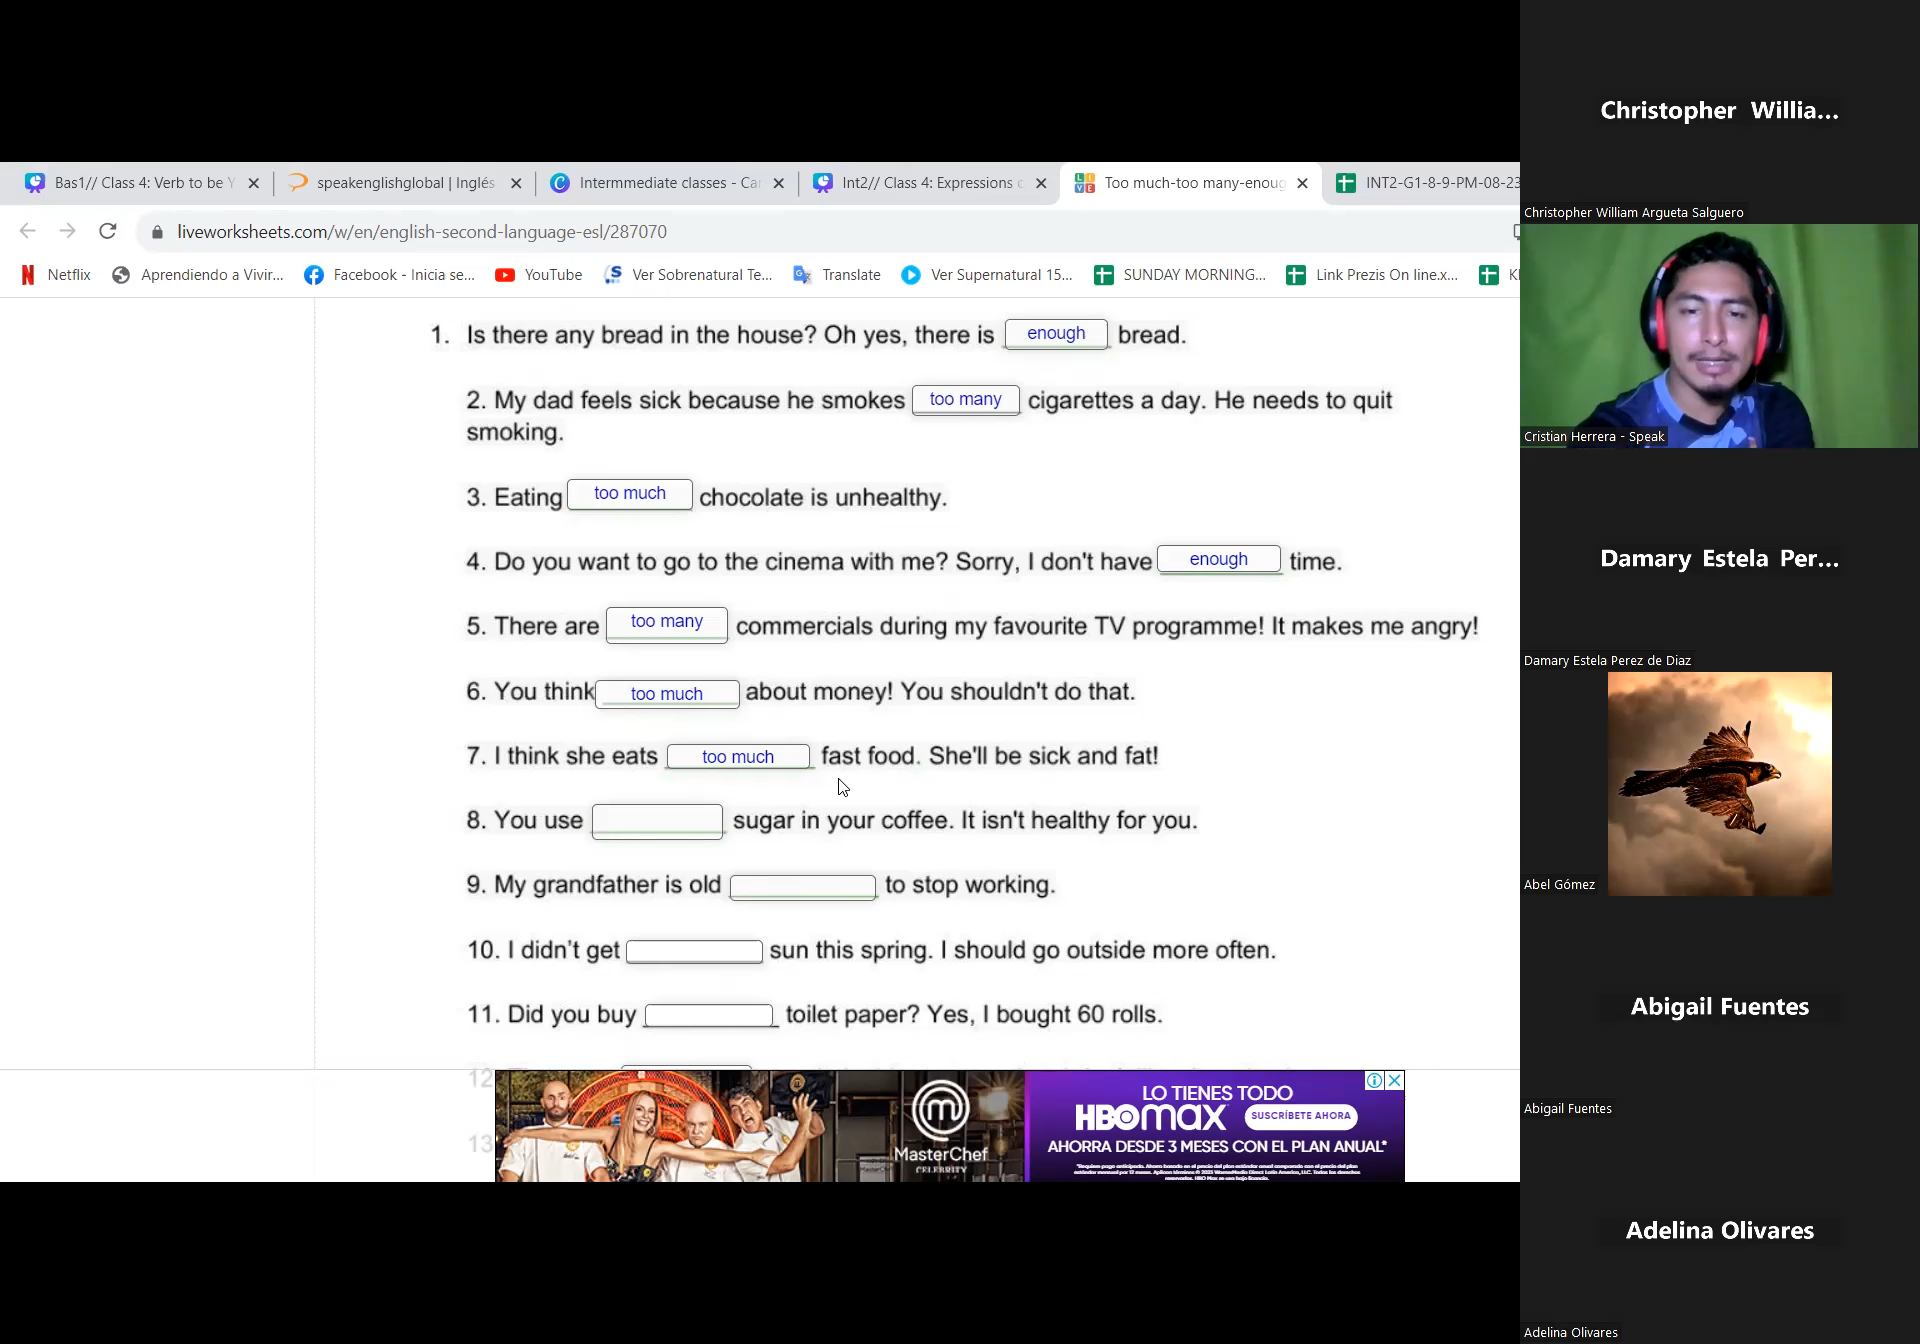 Bas1// Class 4: Verb to be Y
speakenglishglobal | Inglés
Intermmediate classes - Ca
Int2// Class 4: Expressions
Too much-too many-enoug
INT2-G1-8-9-PM-08-23
liveworksheets.com/w/en/english-second-language-esl/287070
Netflix
Aprendiendo a Vivir...
Facebook - Inicia se...
YouTube
Ver Sobrenatural Te...
Translate
Ver Supernatural 15...
SUNDAY MORNING...
Link Prezis On line.x...
1. Is there any bread in the house? Oh yes, there is enough bread.
2. My dad feels sick because he smokes too many cigarettes a day. He needs to quit
smoking.
3. Eating too much chocolate is unhealthy.
4. Do you want to go to the cinema with me? Sorry, I don't have enough time.
5. There are too many commercials during my favourite TV programme! It makes me angry!
6. You think too much about money! You shouldn't do that.
7. I think she eats too much fast food. She'll be sick and fat!
8. You use sugar in your coffee. It isn't healthy for you.
9. My grandfather is old to stop working.
10. I didn't get sun this spring. I should go outside more often.
11. Did you buy toilet paper? Yes, I bought 60 rolls.
12
13
MasterChef
CELEBRITY
LO TIENES TODO
HBOmax SUSCRÍBETE AHORA
AHORRA DESDE 3 MESES CON EL PLAN ANUAL*
Christopher Willia...
Christopher William Argueta Salguero
Cristian Herrera - Speak
Damary Estela Per...
Damary Estela Perez de Diaz
Abel Gómez
Abigail Fuentes
Abigail Fuentes
Adelina Olivares
Adelina Olivares